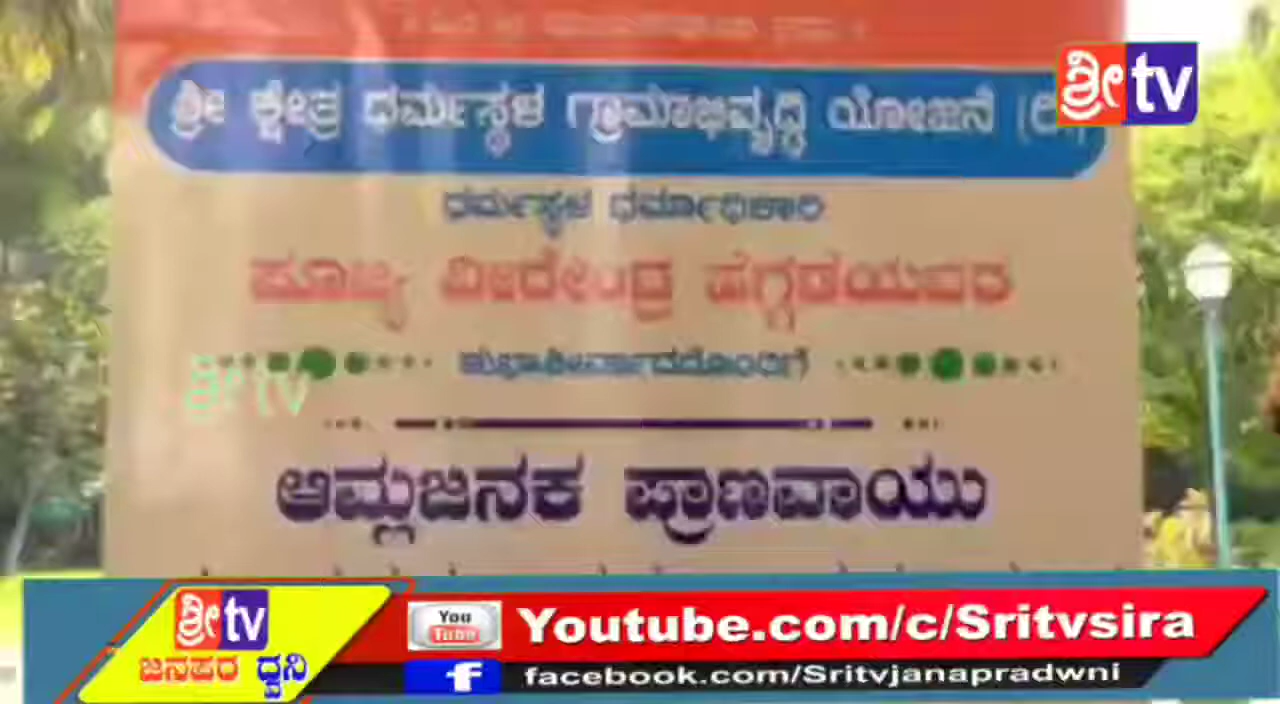 ಶ್ರೀ tv
ಶ್ರೀ ಕ್ಷೇತ್ರ ಧರ್ಮಸ್ಥಳ ಗ್ರಾಮಾಭಿವೃದ್ಧಿ ಯೋಜನೆ
ಧರ್ಮಸ್ಥಳ ಧರ್ಮಾಧಿಕಾರಿ
ಪೂಜ್ಯ ವೀರೇಂದ್ರ ಹೆಗ್ಗಡೆಯವರ
ಶುಭಾಶೀರ್ವಾದದೊಂದಿಗೆ
ಶ್ರೀ tv
ಆಮ್ಲಜನಕ ಪ್ರಾಣವಾಯು
ಶ್ರೀ tv
ಜನಪರ ಧ್ವನಿ
You Tube Youtube.com/c/Sritvsira
f facebook.com/Sritvjanapradwni